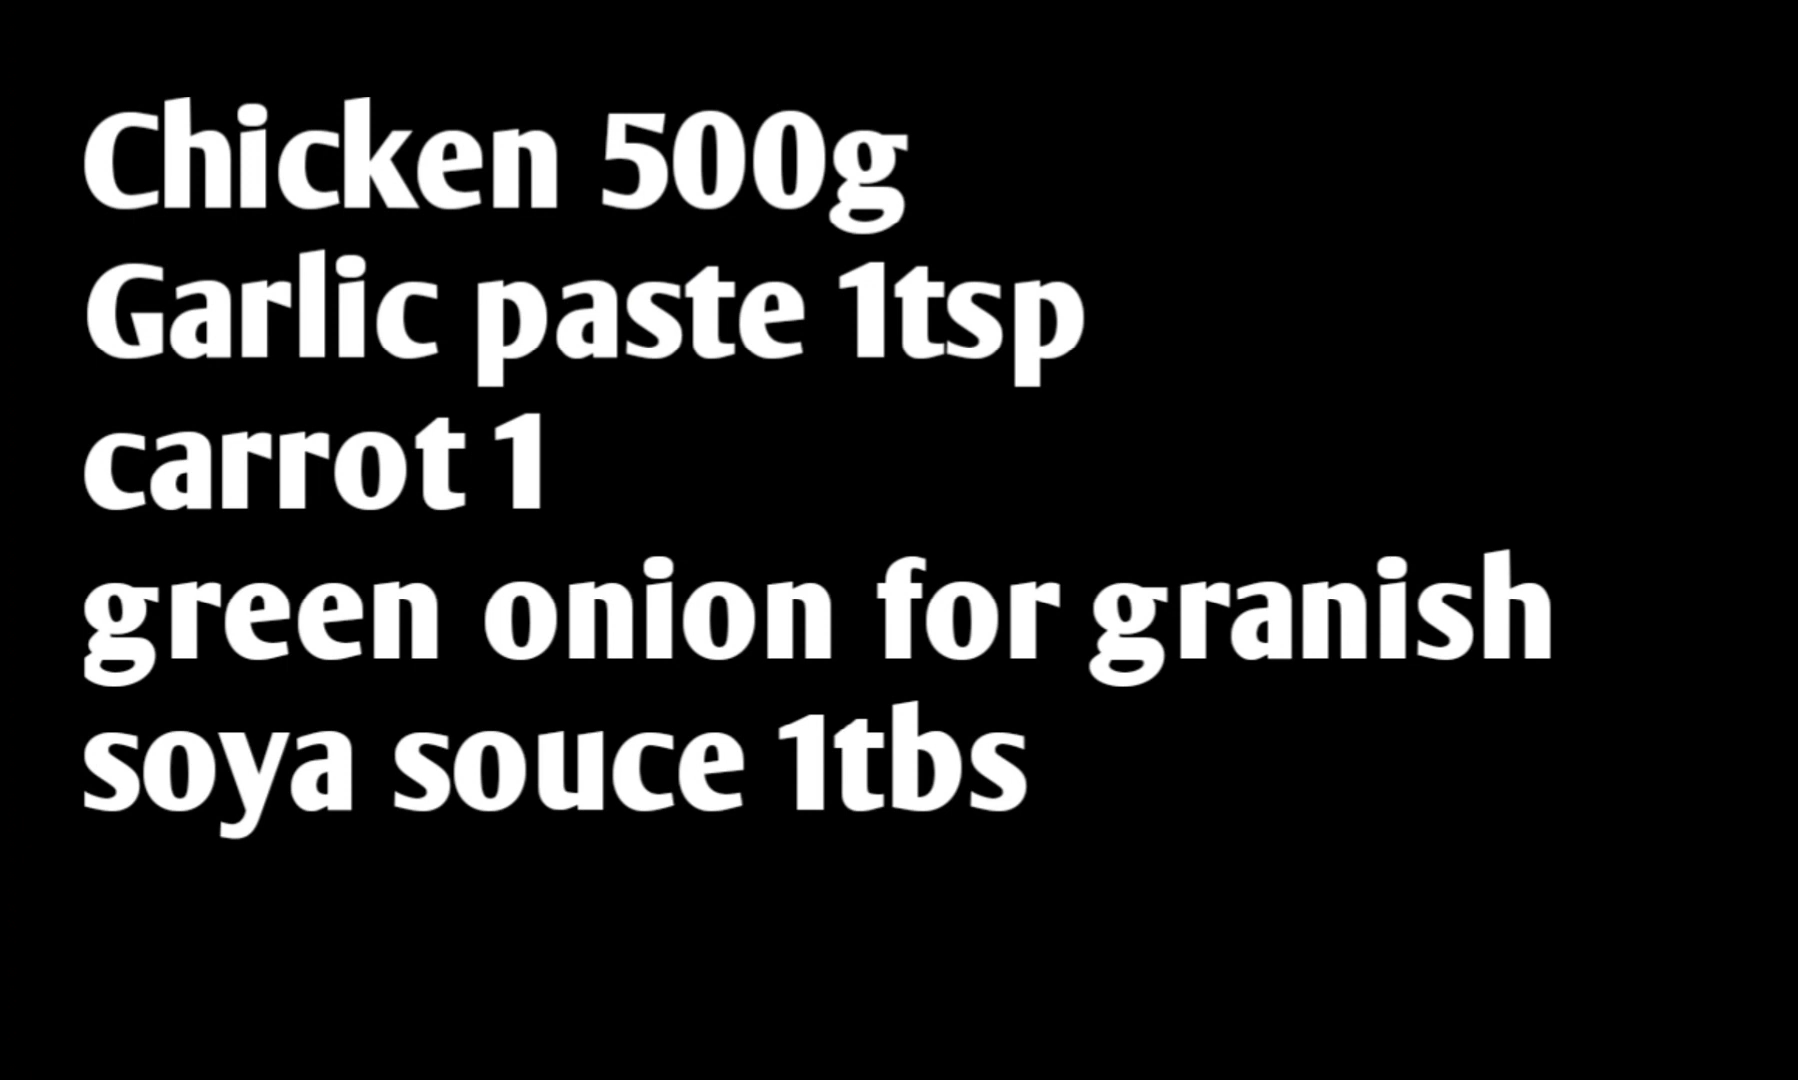 Chicken 500g
Garlic paste 1tsp
carrot 1
green onion for granish
soya souce 1tbs